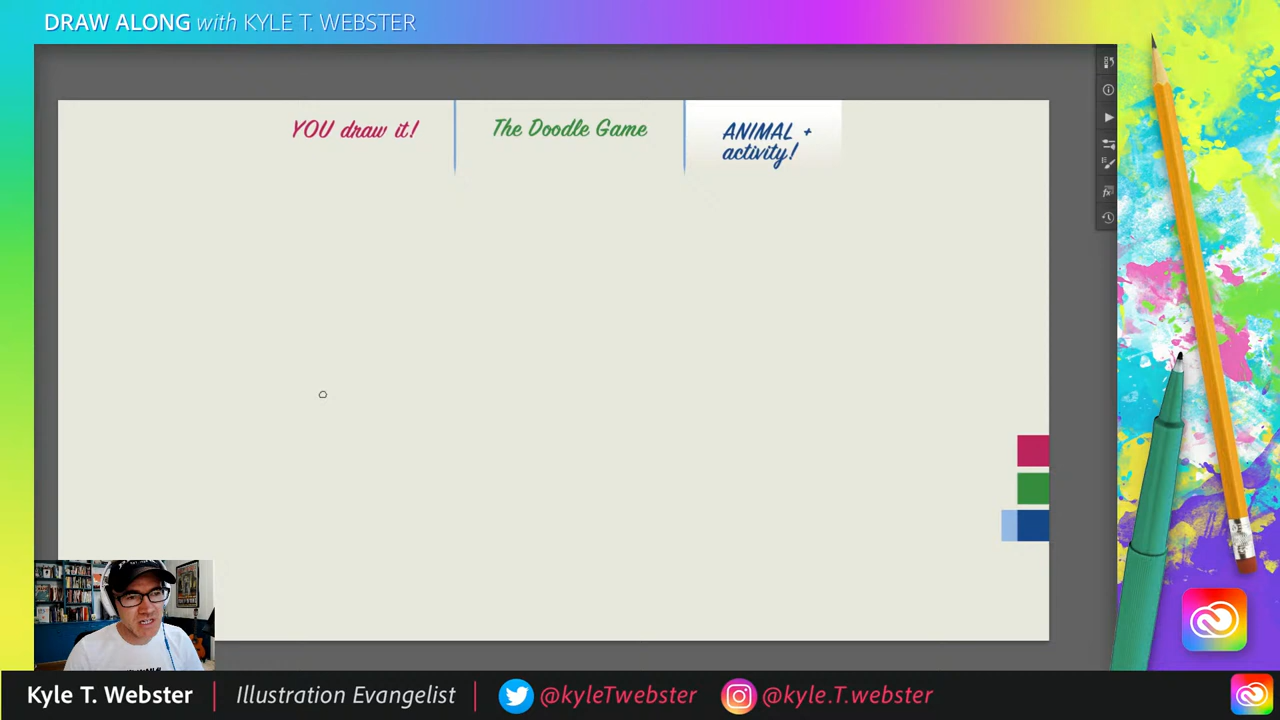 DRAW ALONG with KYLE T. WEBSTER
YOU draw it!
The Doodle Game
ANIMAL +
activity!
Kyle T. Webster | Illustration Evangelist | @kyleTwebster @kyle.T.webster